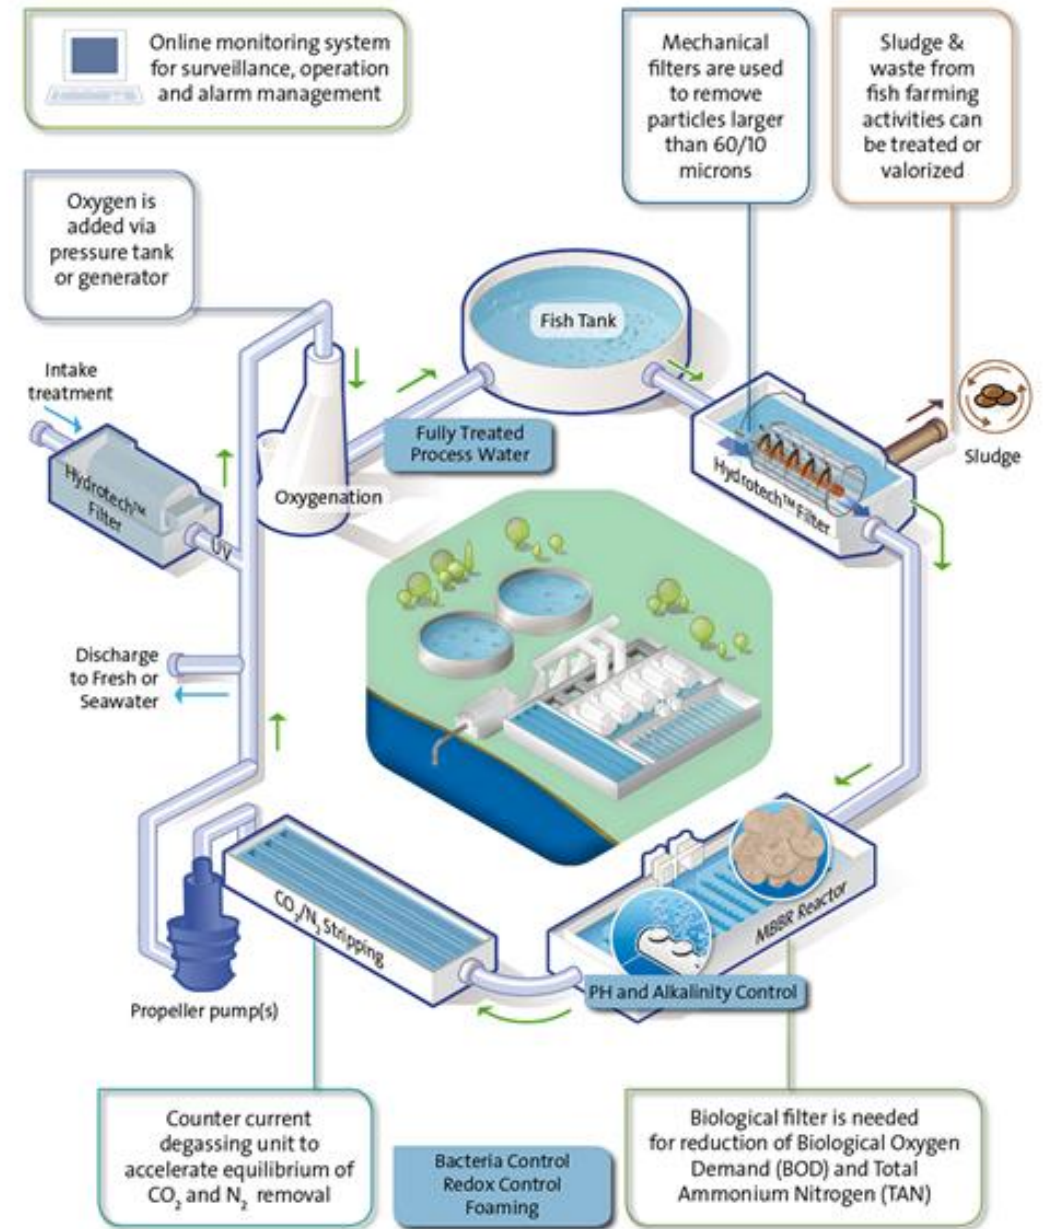 Online monitoring system
for surveillance, operation
and alarm management
Mechanical
filters are used
to remove
particles larger
than 60/10
microns
Sludge &
waste from
fish farming
activities can
be treated or
valorized
Oxygen is
added via
pressure tank
or generator
Fish Tank
Intake
treatment
Fully Treated
Process Water
Hydrotech™
Filter
UV
Oxygenation
Hydrotech™ Filter
Sludge
Discharge
to Fresh or
Seawater
CO₂/N₂ Stripping
MBBR Reactor
PH and Alkalinity Control
Propeller pump(s)
Counter current
degassing unit to
accelerate equilibrium of
CO₂ and N₂ removal
Bacteria Control
Redox Control
Foaming
Biological filter is needed
for reduction of Biological Oxygen
Demand (BOD) and Total
Ammonium Nitrogen (TAN)